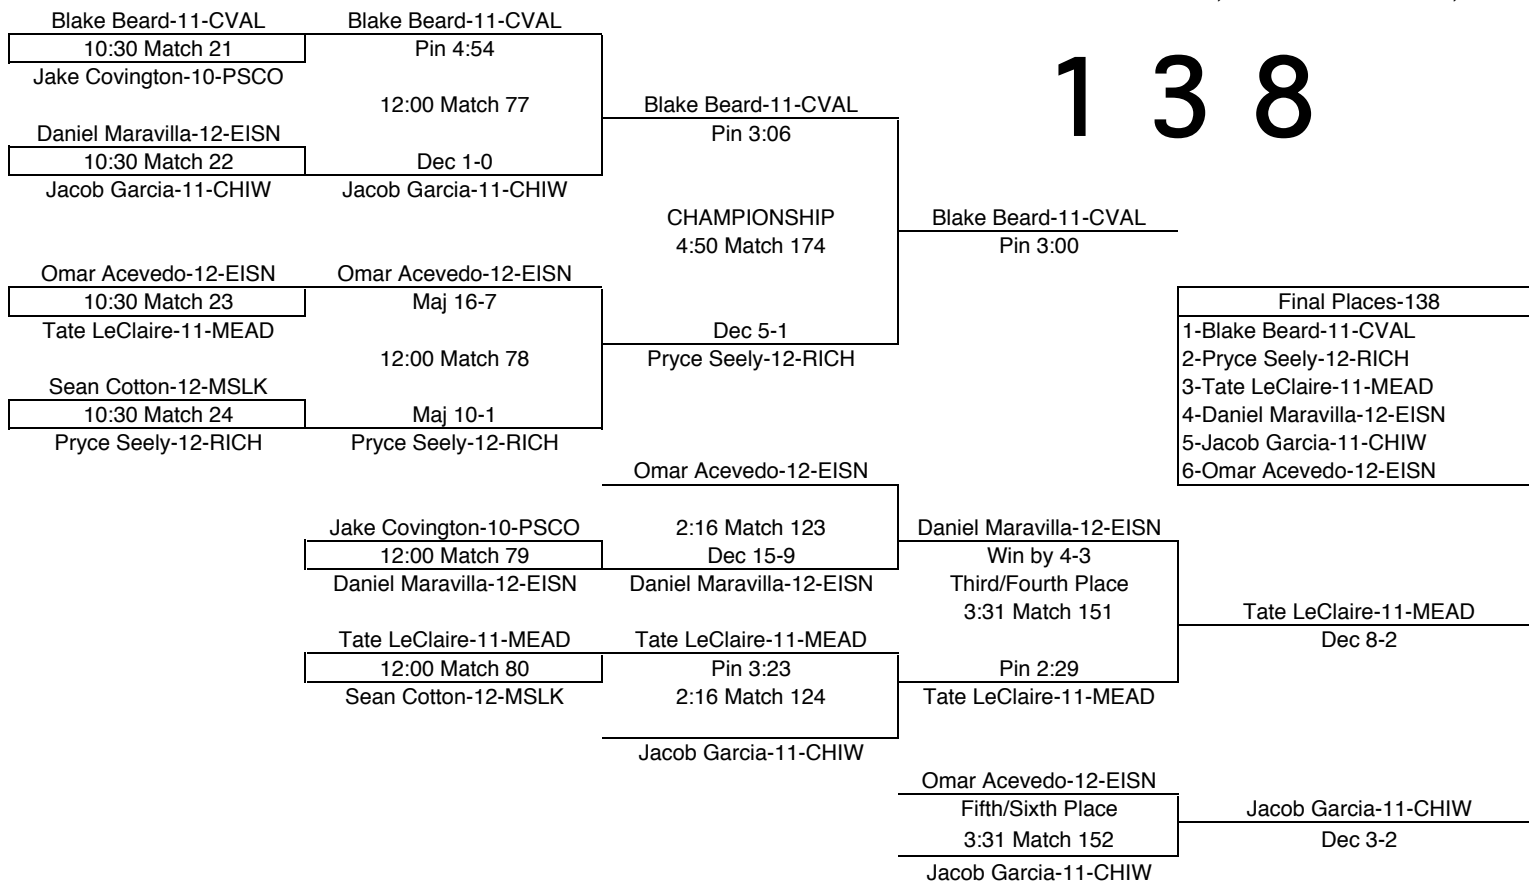 Blake Beard-11-CVAL
10:30 Match 21
Jake Covington-10-PSCO
Daniel Maravilla-12-EISN
10:30 Match 22
Jacob Garcia-11-CHIW
Omar Acevedo-12-EISN
10:30 Match 23
Tate LeClaire-11-MEAD
Sean Cotton-12-MSLK
10:30 Match 24
Pryce Seely-12-RICH
Blake Beard-11-CVAL
Pin 4:54
12:00 Match 77
Dec 1-0
Jacob Garcia-11-CHIW
Omar Acevedo-12-EISN
Maj 16-7
12:00 Match 78
Maj 10-1
Pryce Seely-12-RICH
Blake Beard-11-CVAL
Pin 3:06
CHAMPIONSHIP
4:50 Match 174
Dec 5-1
Pryce Seely-12-RICH
Blake Beard-11-CVAL
Pin 3:00
1 3 8
Final Places-138
1-Blake Beard-11-CVAL
2-Pryce Seely-12-RICH
3-Tate LeClaire-11-MEAD
4-Daniel Maravilla-12-EISN
5-Jacob Garcia-11-CHIW
6-Omar Acevedo-12-EISN
Jake Covington-10-PSCO
12:00 Match 79
Daniel Maravilla-12-EISN
Tate LeClaire-11-MEAD
12:00 Match 80
Sean Cotton-12-MSLK
Omar Acevedo-12-EISN
2:16 Match 123
Dec 15-9
Daniel Maravilla-12-EISN
Tate LeClaire-11-MEAD
Pin 3:23
2:16 Match 124
Jacob Garcia-11-CHIW
Daniel Maravilla-12-EISN
Win by 4-3
Third/Fourth Place
3:31 Match 151
Pin 2:29
Tate LeClaire-11-MEAD
Tate LeClaire-11-MEAD
Dec 8-2
Omar Acevedo-12-EISN
Fifth/Sixth Place
3:31 Match 152
Jacob Garcia-11-CHIW
Jacob Garcia-11-CHIW
Dec 3-2